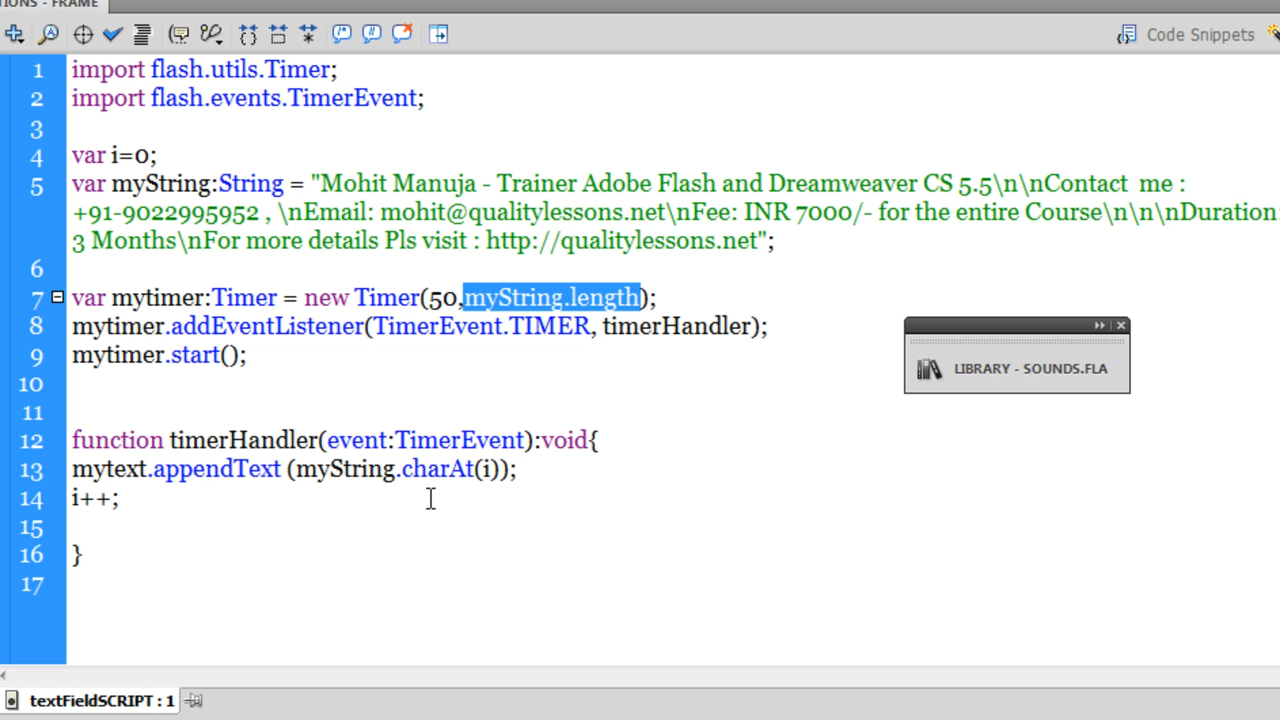 IONS - FRAME
Code Snippets
1 import flash.utils.Timer;
2 import flash.events.TimerEvent;
3
4 var i=0;
5 var myString:String = "Mohit Manuja - Trainer Adobe Flash and Dreamweaver CS 5.5\n\nContact  me :
+91-9022995952 , \nEmail: mohit@qualitylessons.net\nFee: INR 7000/- for the entire Course\n\n\nDuration:
3 Months\nFor more details Pls visit : http://qualitylessons.net";
6
7 var mytimer:Timer = new Timer(50,myString.length);
8 mytimer.addEventListener(TimerEvent.TIMER, timerHandler);
9 mytimer.start();
LIBRARY - SOUNDS.FLA
10
11
12 function timerHandler(event:TimerEvent):void{
13 mytext.appendText (myString.charAt(i));
14 i++;
15
16 }
17
textFieldSCRIPT : 1